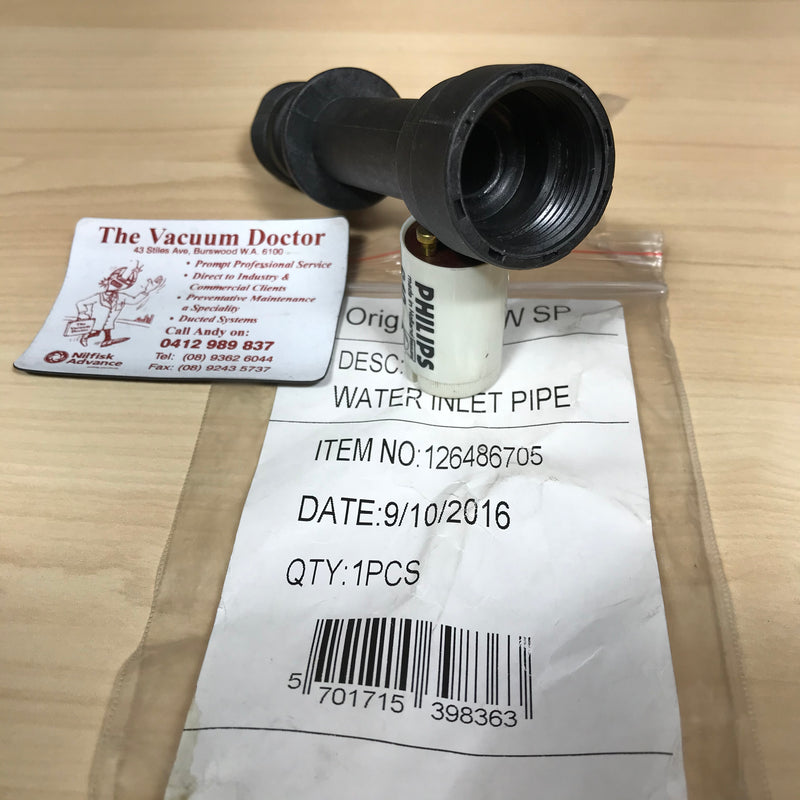 The Vacuum Doctor
43 Stiles Ave, Burswood W.A. 6100
• Prompt Professional Service
• Direct to Industry &
Commercial Clients
• Preventative Maintenance
a Speciality
• Ducted Systems
Call Andy on:
0412 989 837
Tel: (08) 9362 6044
Fax: (08) 9243 5737
Nilfisk
Advance
PHILIPS
Orig W SP
DESC:
WATER INLET PIPE
ITEM NO:126486705
DATE:9/10/2016
QTY:1PCS
5 701715 398363